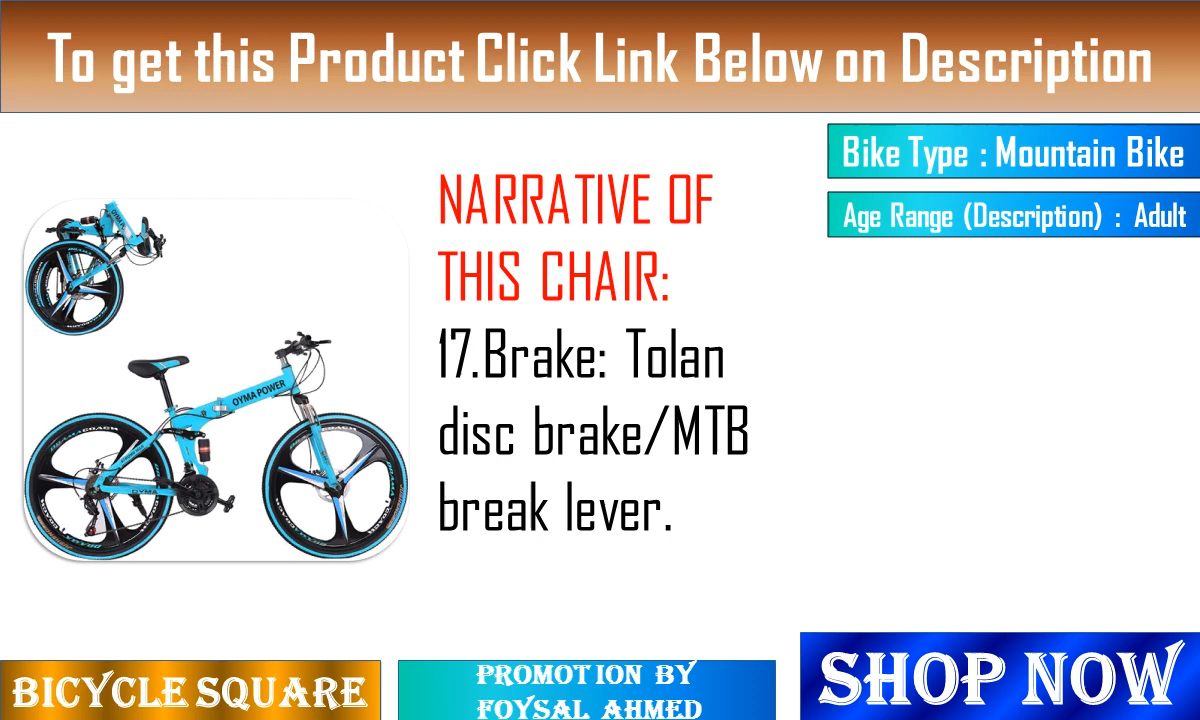 To get this Product Click Link Below on Description
Bike Type : Mountain Bike
Age Range (Description) : Adult
NARRATIVE OF
THIS CHAIR:
17.Brake: Tolan
disc brake/MTB
break lever.
OYMA POWER
OYMA
BICYCLE SQUARE
PROMOTION BY
FOYSAL AHMED
SHOP NOW